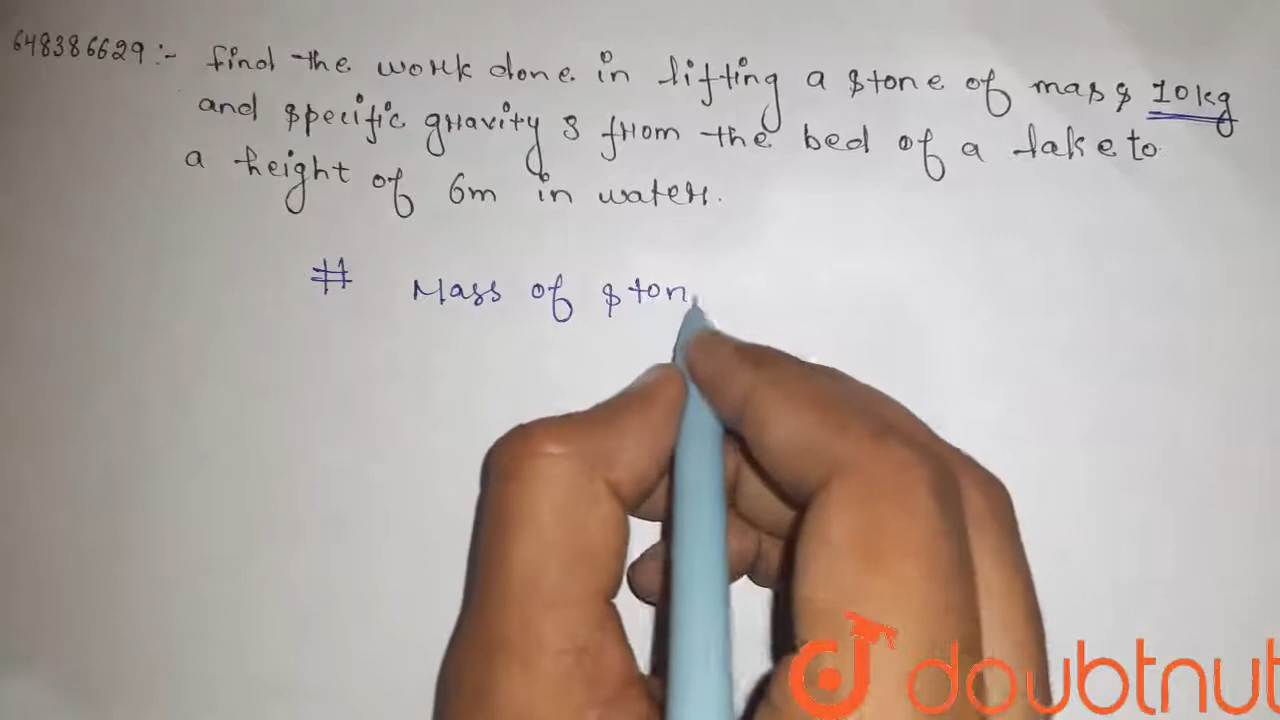 648386629:- find the work done in lifting a stone of mass 10kg
and specific gravity 3 from the bed of a lake to
a height of 6m in water.
# Mass of ston
doubtnut